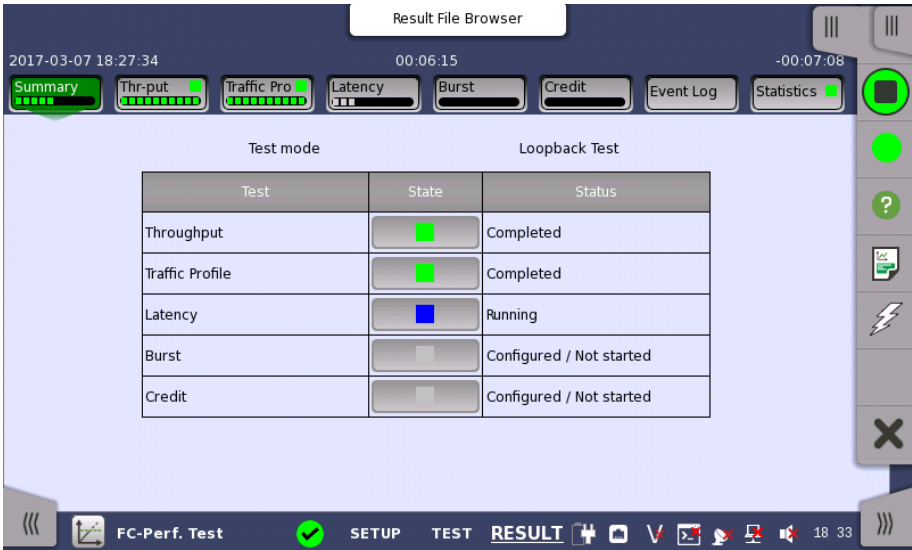 Result File Browser
2017-03-07 18:27:34 00:06:15 -00:07:08
Summary Thr-put Traffic Pro Latency Burst Credit Event Log Statistics
Test mode Loopback Test
Test State Status
Throughput Completed
Traffic Profile Completed
Latency Running
Burst Configured / Not started
Credit Configured / Not started
FC-Perf. Test SETUP TEST RESULT 18 33